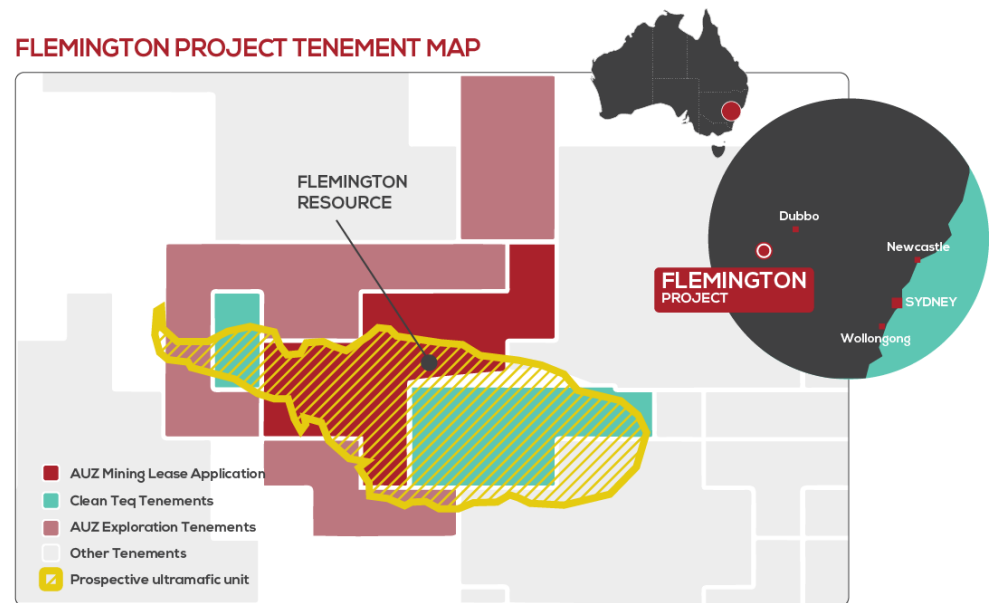 FLEMINGTON PROJECT TENEMENT MAP
FLEMINGTON
RESOURCE
Dubbo
Newcastle
FLEMINGTON
PROJECT
SYDNEY
Wollongong
AUZ Mining Lease Application
Clean Teq Tenements
AUZ Exploration Tenements
Other Tenements
Prospective ultramafic unit